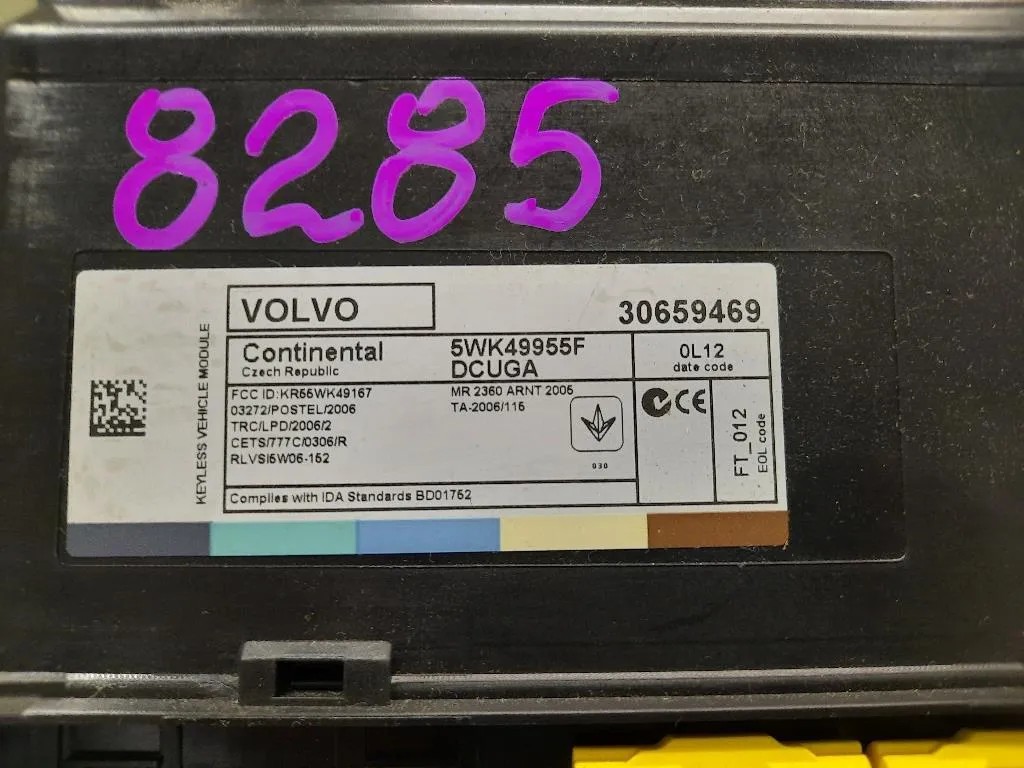 8285
VOLVO
30659469
KEYLESS VEHICLE MODULE
Continental
Czech Republic
5WK49955F
DCUGA
0L12
date code
FCC ID:KR55WK49167
03272/POSTEL/2006
TRC/LPD/2006/2
CETS/777C/0306/R
RLVSI5W06-152
MR 2360 ARNT 2005
TA-2006/115
030
CE
FT_012
EOL code
Complies with IDA Standards BD01752